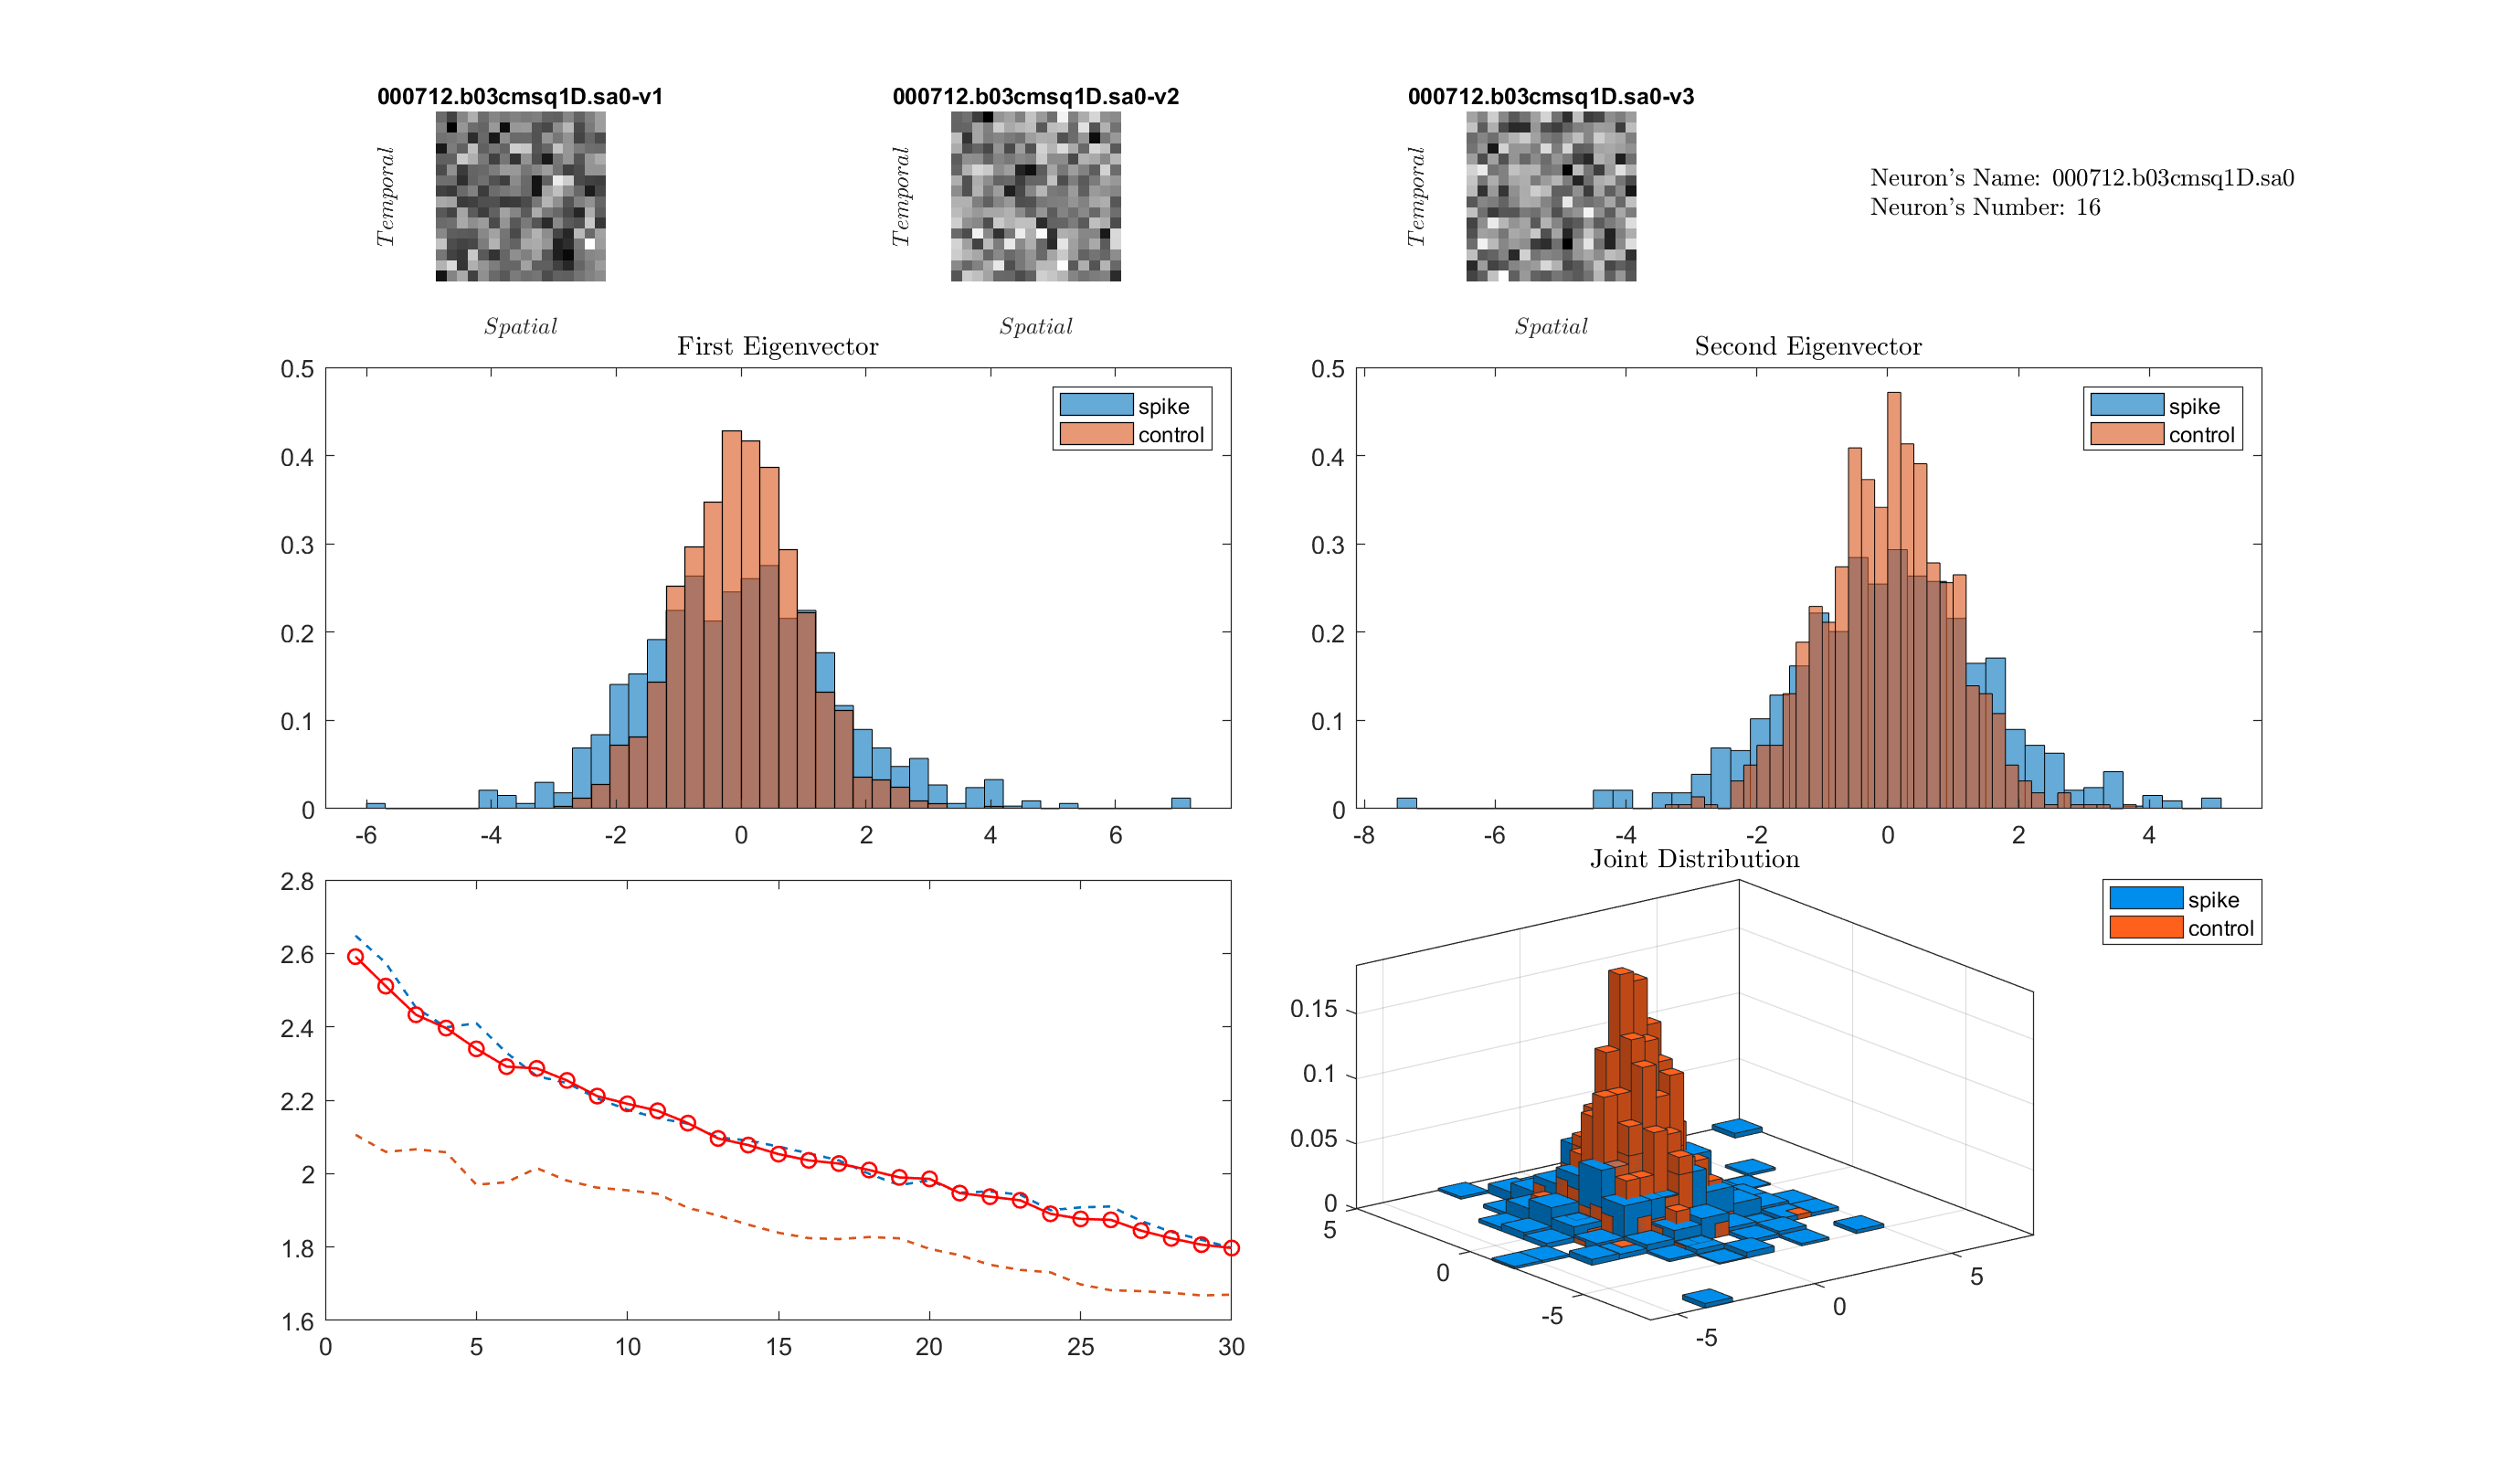 000712.b03cmsq1D.sa0-v1
000712.b03cmsq1D.sa0-v2
000712.b03cmsq1D.sa0-v3
Temporal
Temporal
Temporal
Neuron's Name: 000712.b03cmsq1D.sa0
Neuron's Number: 16
Spatial
Spatial
Spatial
First Eigenvector
0.5
0.4
0.3
0.2
0.1
0
-6 -4 -2 0 2 4 6
spike
control
Second Eigenvector
0.5
0.4
0.3
0.2
0.1
0
-8 -6 -4 -2 0 2 4
spike
control
2.8
2.6
2.4
2.2
2
1.8
1.6
0 5 10 15 20 25 30
Joint Distribution
spike
control
0.15
0.1
0.05
0
5
0
-5
-5
0
5